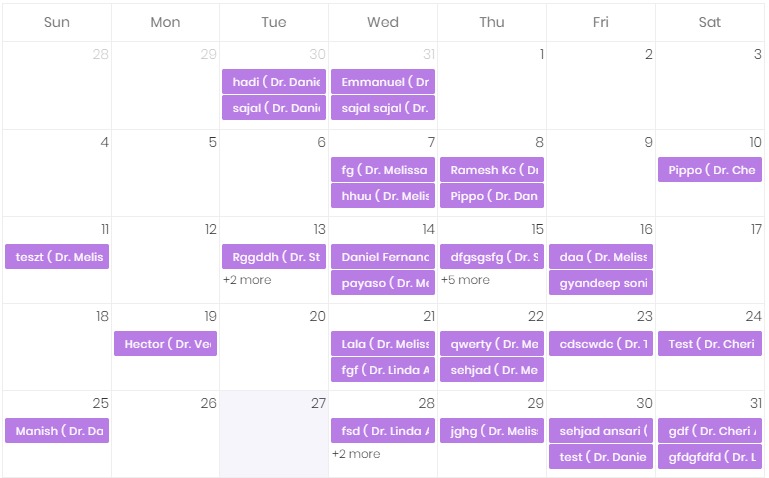 Sun Mon Tue Wed Thu Fri Sat
28 29 30 31 1 2 3
hadi ( Dr. Danie Emmanuel ( Dr
sajal ( Dr. Danie sajal sajal ( Dr.
4 5 6 7 8 9 10
fg ( Dr. Melissa Ramesh Kc ( Dr Pippo ( Dr. Che
hhuu ( Dr. Melis Pippo ( Dr. Dan
11 12 13 14 15 16 17
teszt ( Dr. Melis Rggddh ( Dr. St Daniel Fernand dfgsgsfg ( Dr. S daa ( Dr. Meliss
+2 more payaso ( Dr. Me +5 more gyandeep soni
18 19 20 21 22 23 24
Hector ( Dr. Vee Lala ( Dr. Meliss qwerty ( Dr. Me cdscwdc ( Dr. T Test ( Dr. Cheri
fgf ( Dr. Linda A sehjad ( Dr. Me
25 26 27 28 29 30 31
Manish ( Dr. Da fsd ( Dr. Linda A jghg ( Dr. Meliss sehjad ansari ( gdf ( Dr. Cheri A
+2 more test ( Dr. Danie gfdgfdfd ( Dr. L